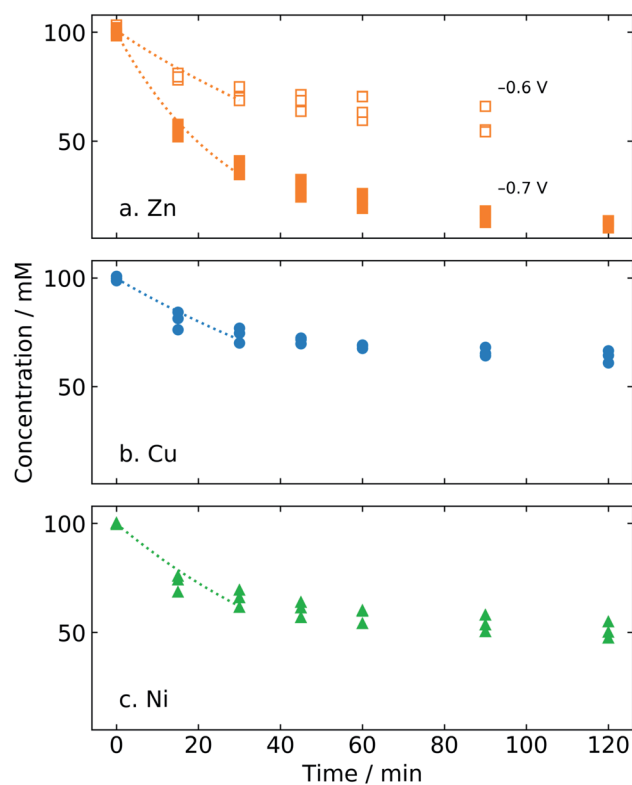 100
50
–0.6 V
–0.7 V
a. Zn
100
50
b. Cu
Concentration / mM
100
50
c. Ni
0 20 40 60 80 100 120
Time / min